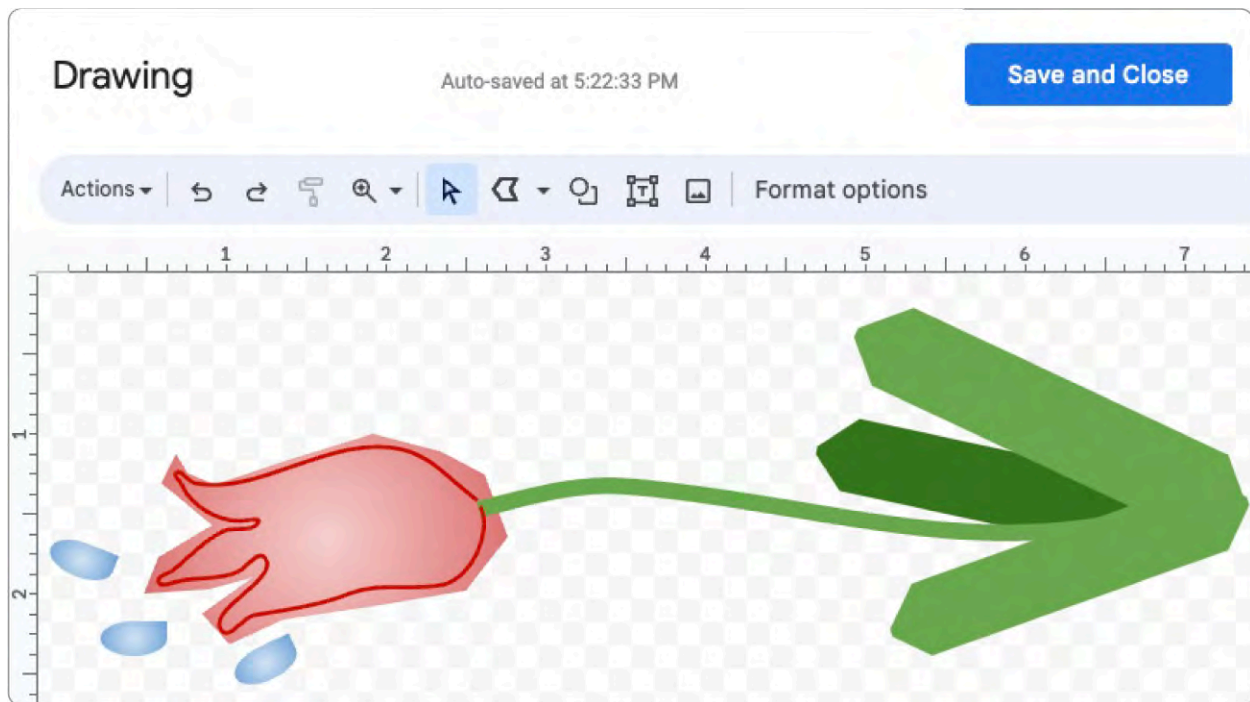 Drawing
Auto-saved at 5:22:33 PM
Save and Close
Actions
Format options
1 2 3 4 5 6 7
1
2